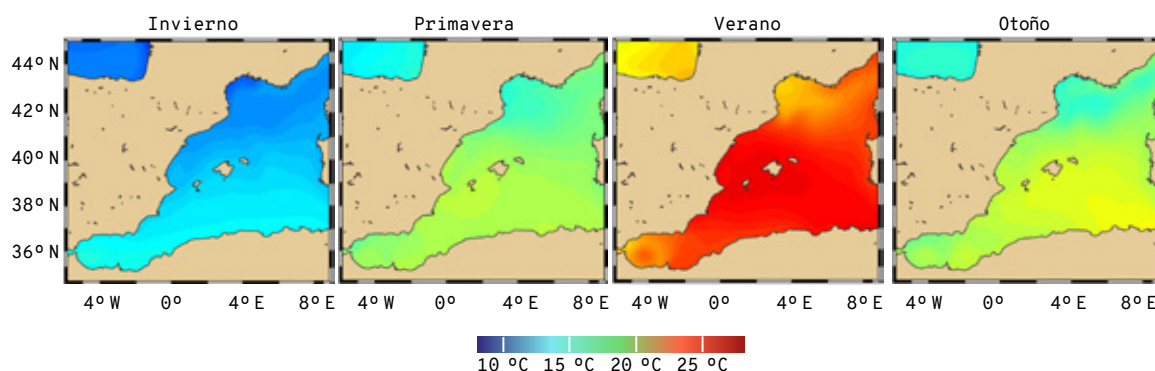 Invierno Primavera Verano Otoño
44º N
42º N
40º N
38º N
36º N
4º W 0º 4º E 8º E 4º W 0º 4º E 8º E 4º W 0º 4º E 8º E 4º W 0º 4º E 8º E
10 ºC 15 ºC 20 ºC 25 ºC